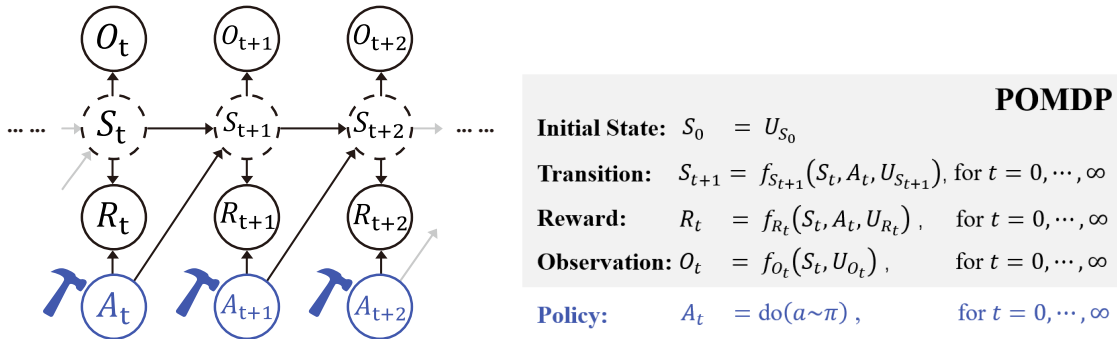 O_t O_{t+1} O_{t+2}
... ... S_t S_{t+1} S_{t+2} ... ...
R_t R_{t+1} R_{t+2}
A_t A_{t+1} A_{t+2}
POMDP
Initial State: S_0 = U_{S_0}
Transition: S_{t+1} = f_{S_{t+1}}(S_t, A_t, U_{S_{t+1}}), for t = 0, ⋯, ∞
Reward: R_t = f_{R_t}(S_t, A_t, U_{R_t}) , for t = 0, ⋯, ∞
Observation: O_t = f_{O_t}(S_t, U_{O_t}) , for t = 0, ⋯, ∞
Policy: A_t = do(a~π) , for t = 0, ⋯, ∞